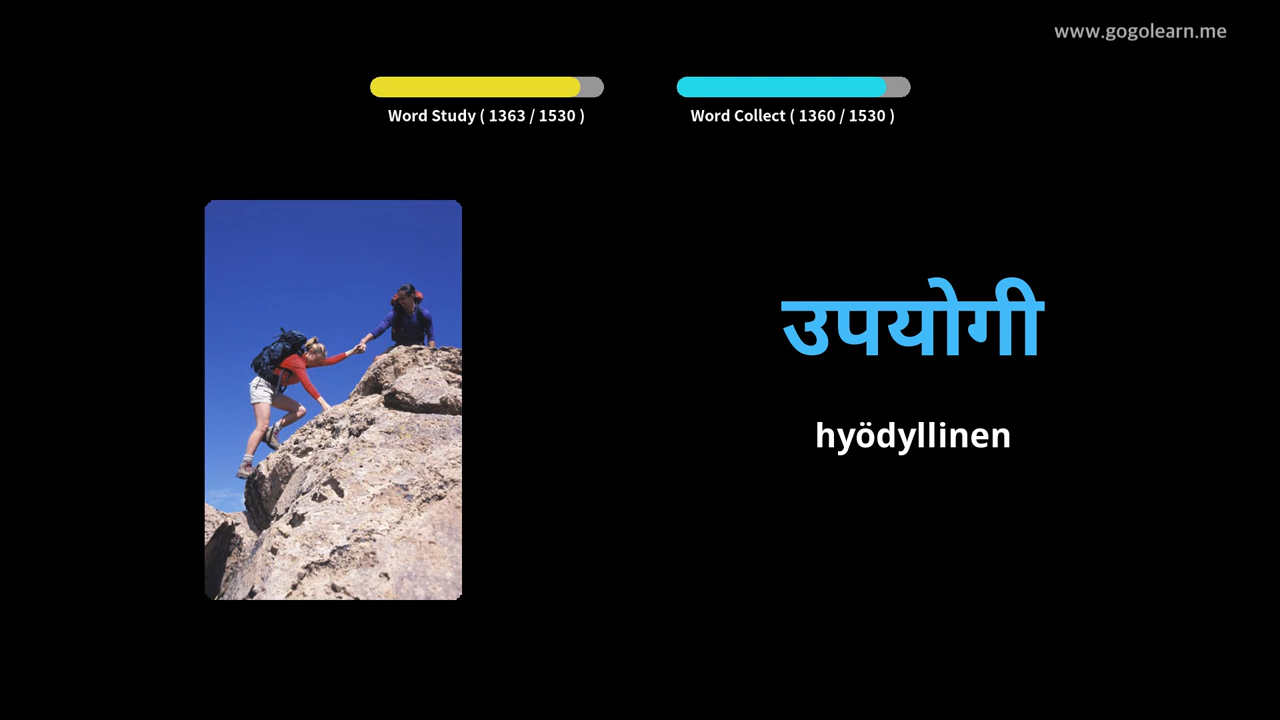 www.gogolearn.me
Word Study ( 1363 / 1530 )
Word Collect ( 1360 / 1530 )
उपयोगी
hyödyllinen